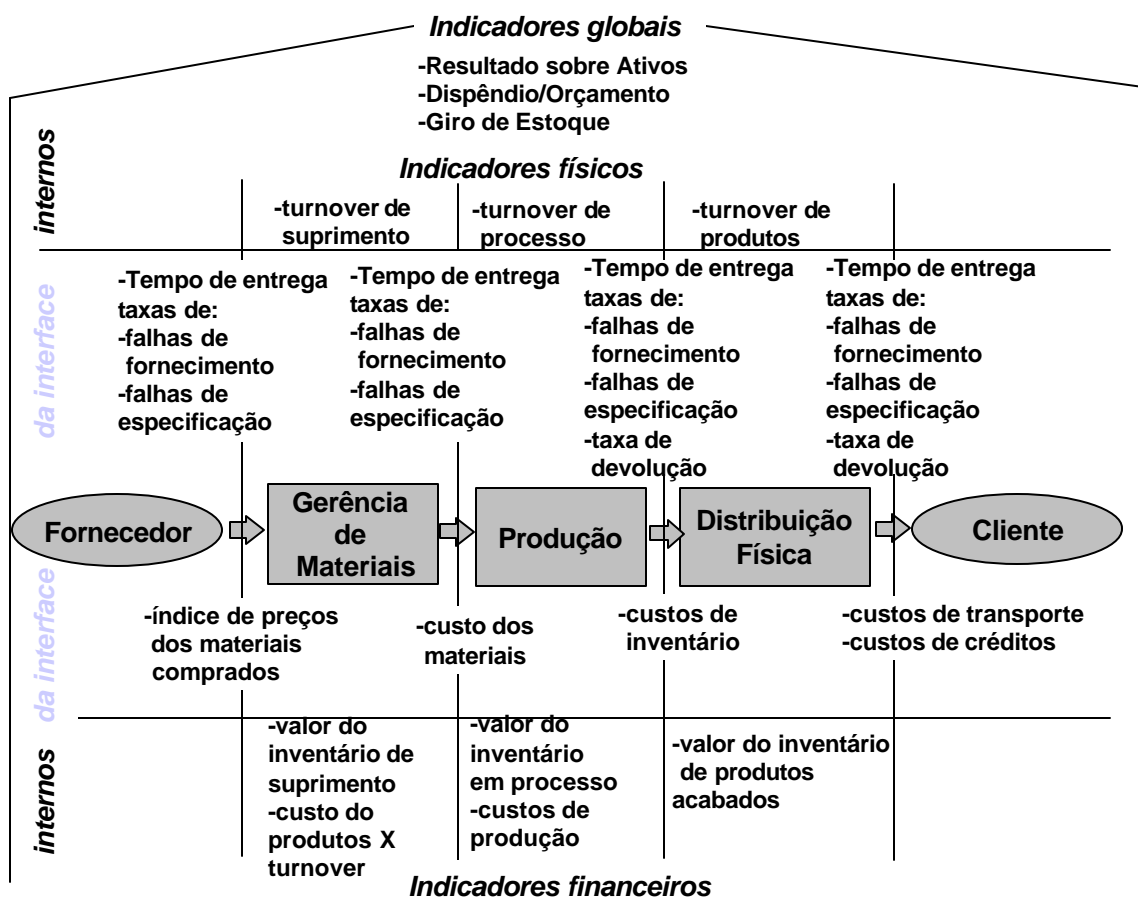 Indicadores globais
-Resultado sobre Ativos
-Dispêndio/Orçamento
-Giro de Estoque
internos
Indicadores físicos
-turnover de
suprimento
-turnover de
processo
-turnover de
produtos
da interface
-Tempo de entrega
taxas de:
-falhas de
fornecimento
-falhas de
especificação
-Tempo de entrega
taxas de:
-falhas de
fornecimento
-falhas de
especificação
-Tempo de entrega
taxas de:
-falhas de
fornecimento
-falhas de
especificação
-taxa de
devolução
-Tempo de entrega
taxas de:
-falhas de
fornecimento
-falhas de
especificação
-taxa de
devolução
Fornecedor
Gerência
de
Materiais
Produção
Distribuição
Física
Cliente
da interface
-índice de preços
dos materiais
comprados
-custo dos
materiais
-custos de
inventário
-custos de transporte
-custos de créditos
internos
-valor do
inventário de
suprimento
-custo do
produtos X
turnover
-valor do
inventário
em processo
-custos de
produção
-valor do inventário
de produtos
acabados
Indicadores financeiros